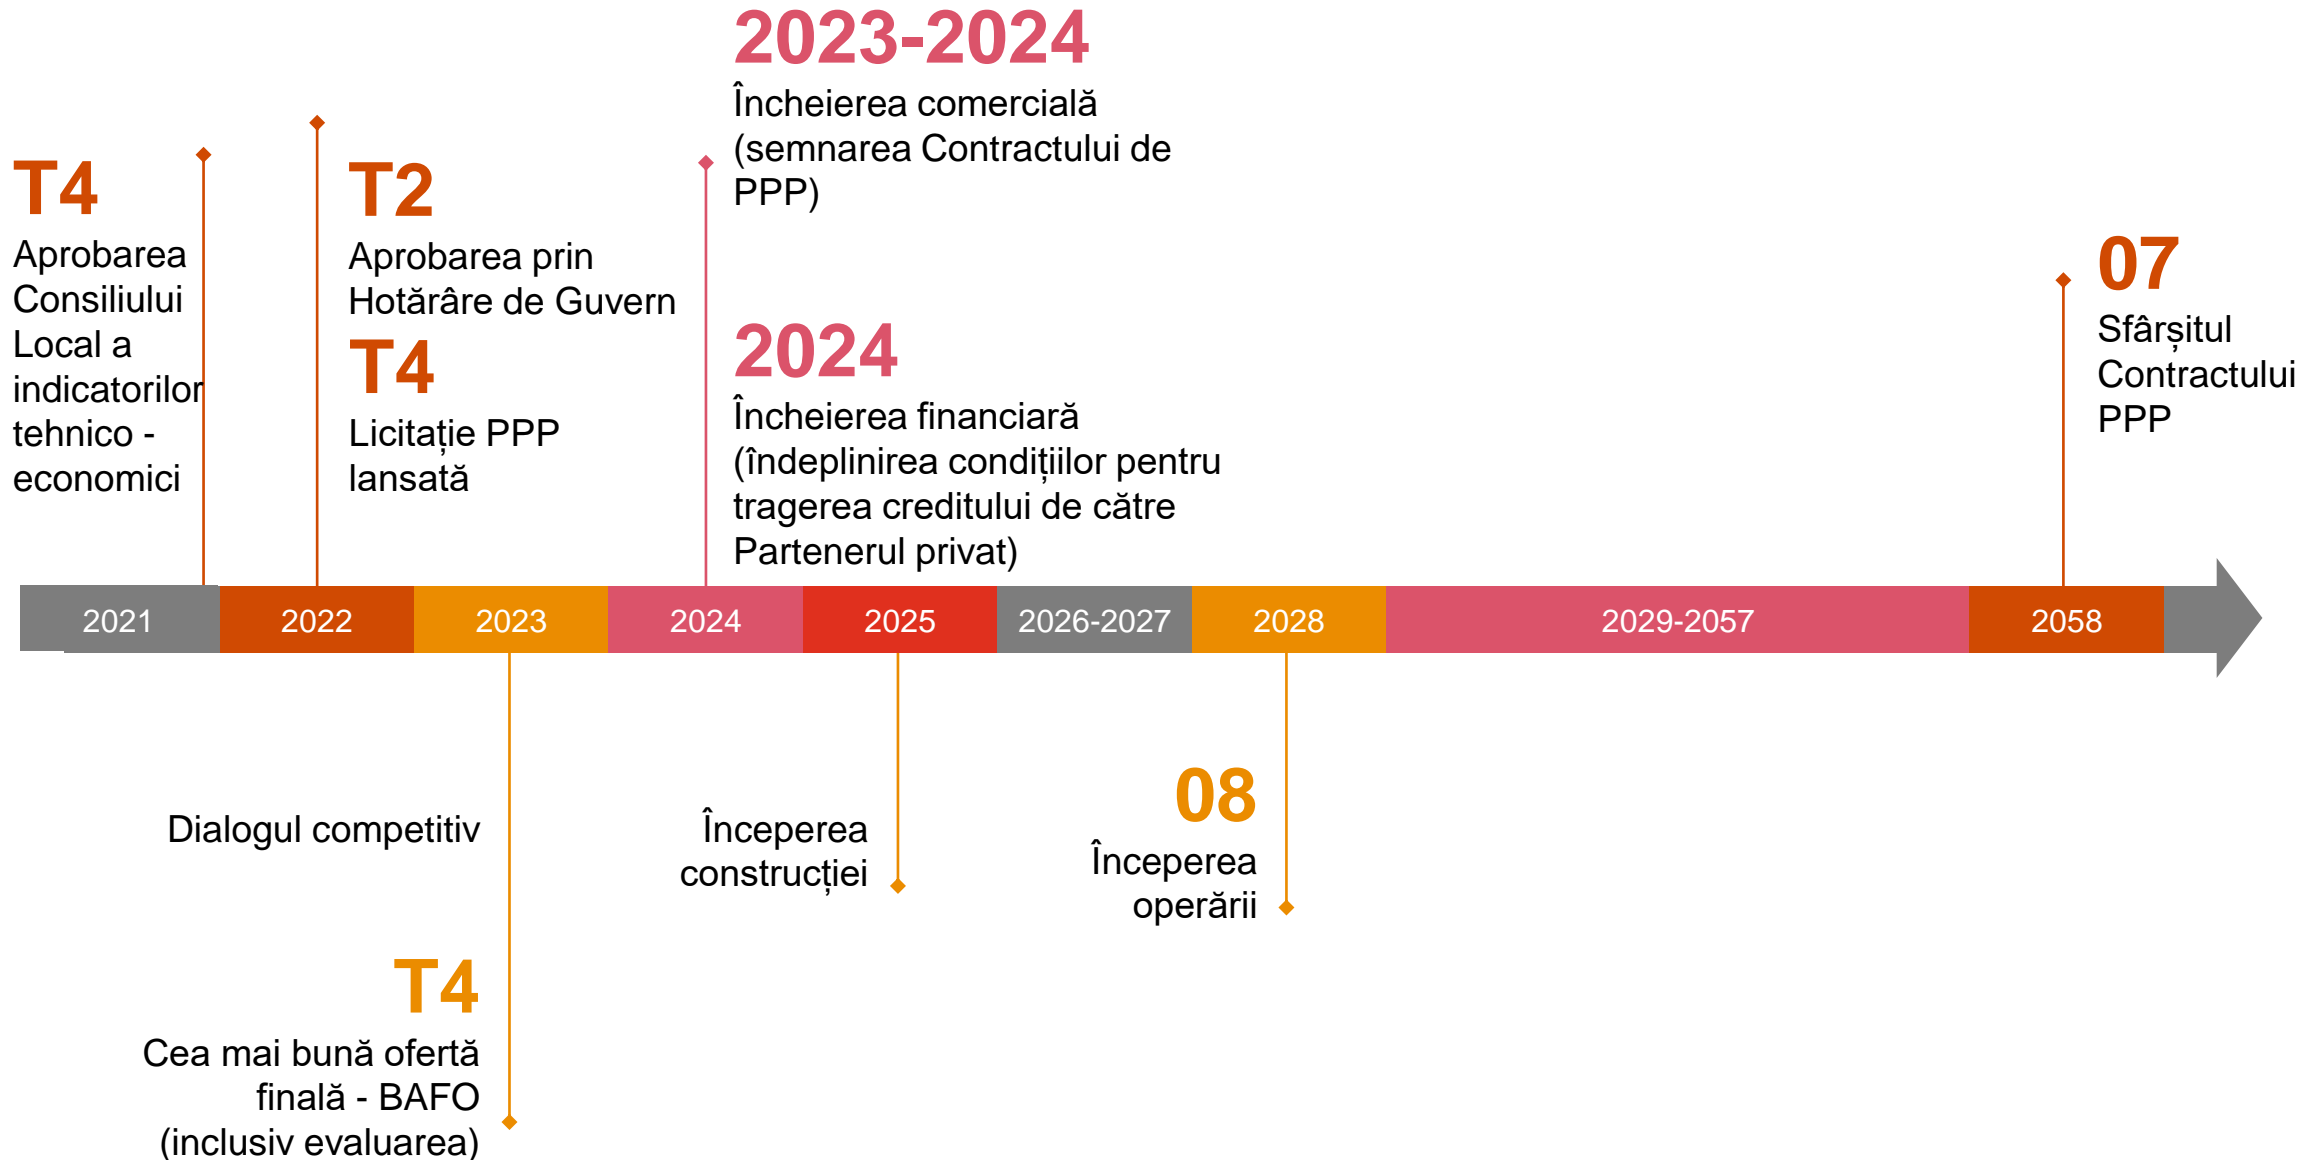 T4
Aprobarea
Consiliului
Local a
indicatorilor
tehnico -
economici
T2
Aprobarea prin
Hotărâre de Guvern
T4
Licitație PPP
lansată
2023-2024
Încheierea comercială
(semnarea Contractului de
PPP)
2024
Încheierea financiară
(îndeplinirea condițiilor pentru
tragerea creditului de către
Partenerul privat)
07
Sfârșitul
Contractului
PPP
2021 2022 2023 2024 2025 2026-2027 2028 2029-2057 2058
Dialogul competitiv
T4
Cea mai bună ofertă
finală - BAFO
(inclusiv evaluarea)
Începerea
construcției
08
Începerea
operării